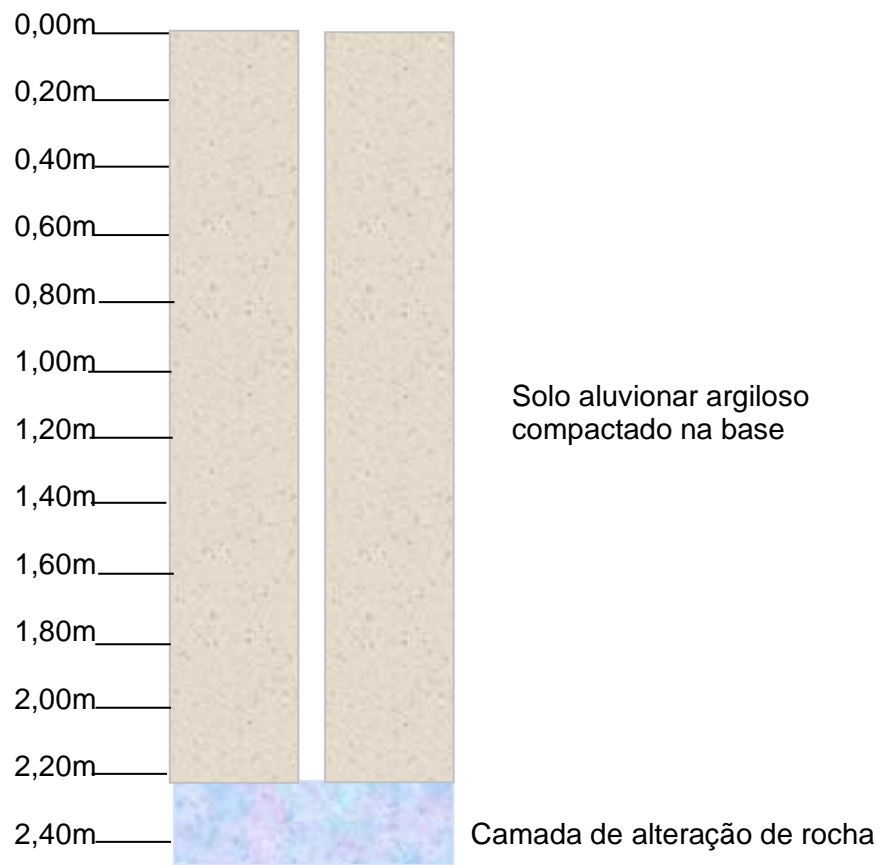 0,00m
0,20m
0,40m
0,60m
0,80m
1,00m
1,20m
1,40m
1,60m
1,80m
2,00m
2,20m
2,40m
Solo aluvionar argiloso
compactado na base
Camada de alteração de rocha